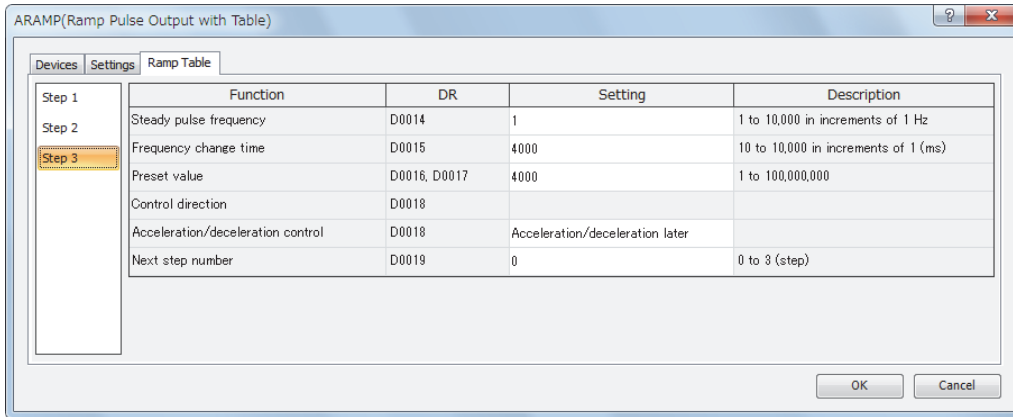 ARAMP(Ramp Pulse Output with Table)
?
X
Devices Settings Ramp Table
Step 1
Step 2
Step 3
Function DR Setting Description
Steady pulse frequency D0014 1 1 to 10,000 in increments of 1 Hz
Frequency change time D0015 4000 10 to 10,000 in increments of 1 (ms)
Preset value D0016, D0017 4000 1 to 100,000,000
Control direction D0018
Acceleration/deceleration control D0018 Acceleration/deceleration later
Next step number D0019 0 0 to 3 (step)
OK Cancel